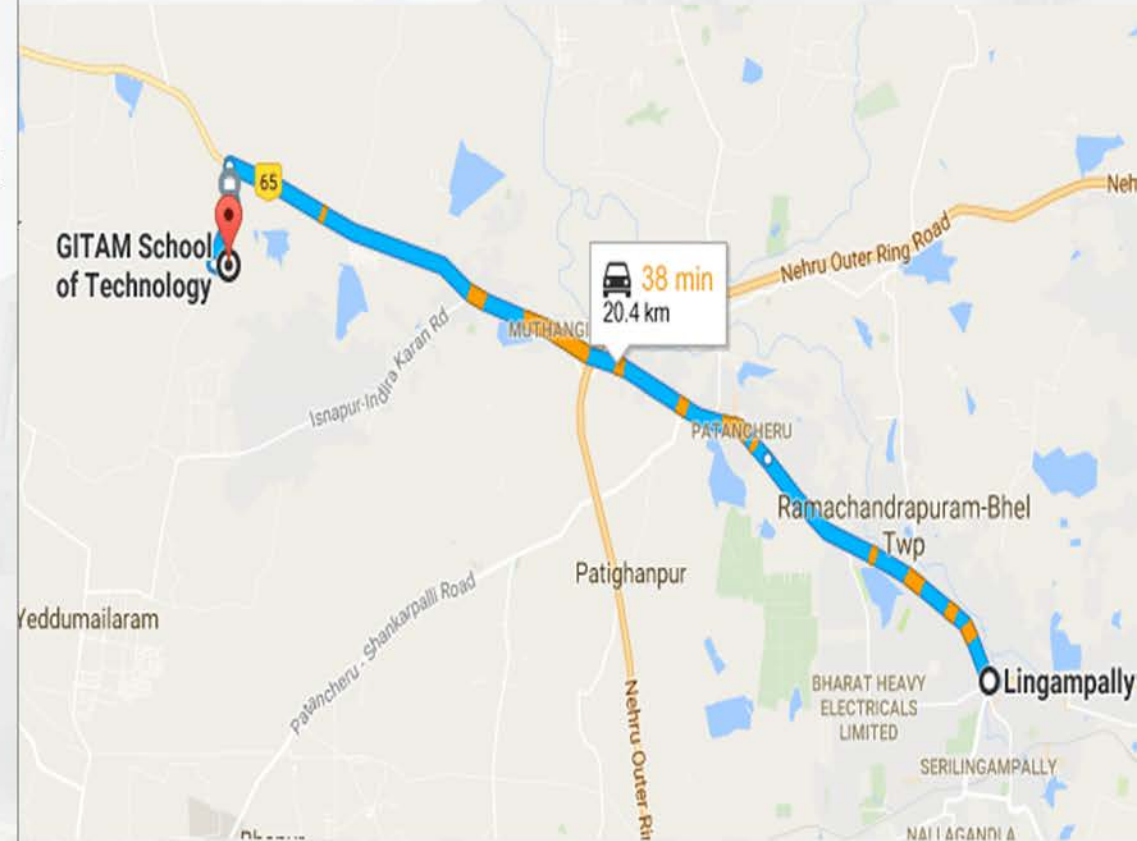 65
Neh
Nehru Outer Ring Road
GITAM School
of Technology
38 min
20.4 km
MUTHANGI
Isnapur-Indira Karan Rd
PATANCHERU
Ramachandrapuram-Bhel
Twp
Patighanpur
Yeddumailaram
Patancheru - Shankarpalli Road
Nehru Outer Ri
Lingampally
BHARAT HEAVY
ELECTRICALS
LIMITED
SERILINGAMPALLY
NALLAGANDLA